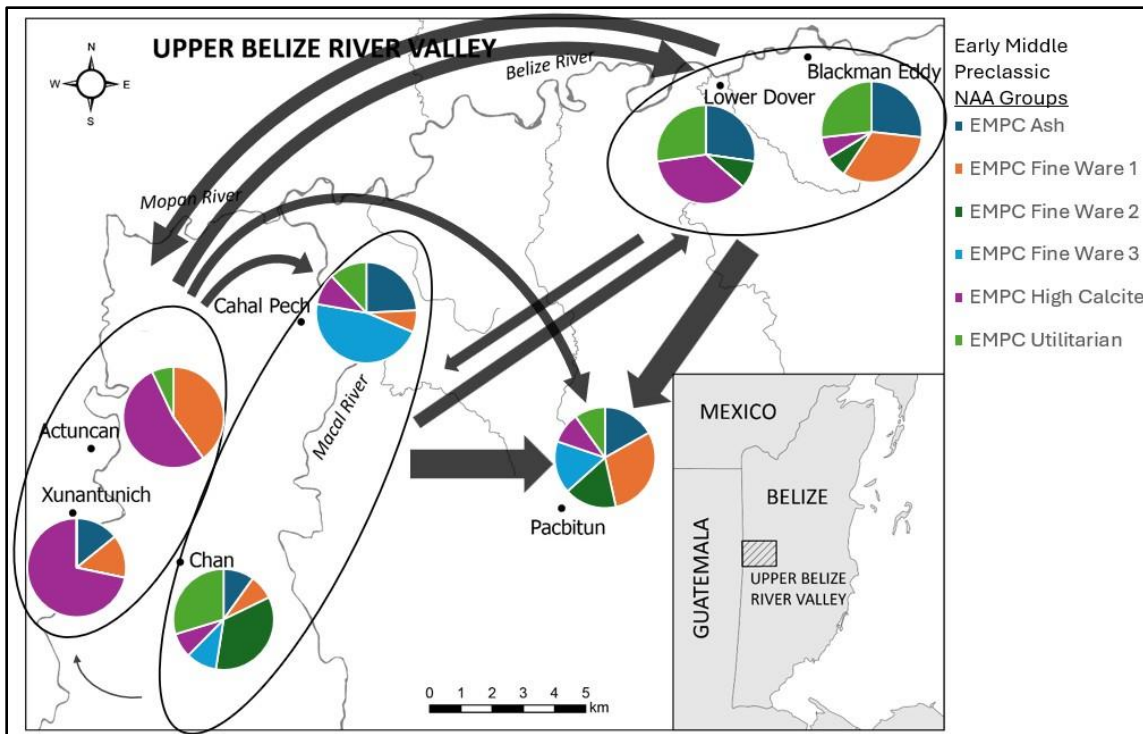 UPPER BELIZE RIVER VALLEY
N
W
E
S
Belize River
Blackman Eddy
Lower Dover
Mopan River
Cahal Pech
Macal River
Actuncan
Xunantunich
Chan
Pacbitun
0 1 2 3 4 5
km
MEXICO
BELIZE
GUATEMALA
UPPER BELIZE
RIVER VALLEY
Early Middle
Preclassic
NAA Groups
EMPC Ash
EMPC Fine Ware 1
EMPC Fine Ware 2
EMPC Fine Ware 3
EMPC High Calcite
EMPC Utilitarian